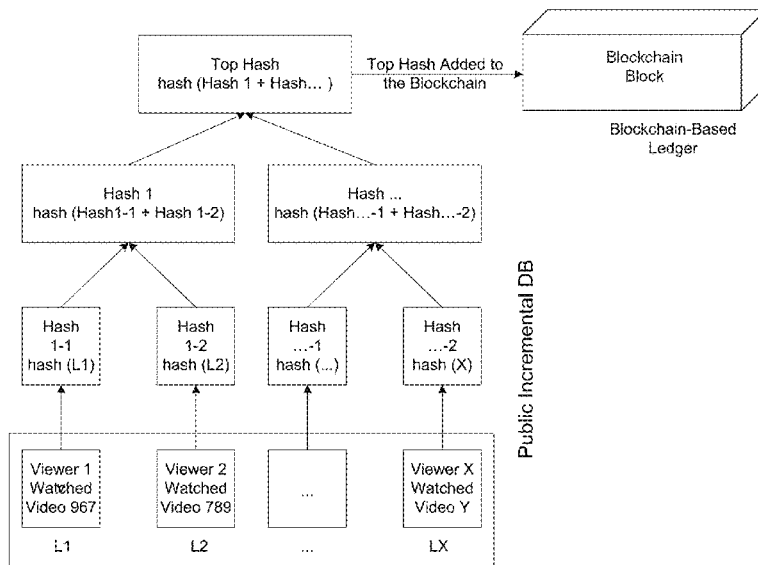 Top Hash
hash (Hash 1 + Hash… )
Top Hash Added to
the Blockchain
Blockchain
Block
Blockchain-Based
Ledger
Hash 1
hash (Hash1-1 + Hash 1-2)
Hash ...
hash (Hash…-1 + Hash…-2)
Public Incremental DB
Hash
1-1
hash (L1)
Hash
1-2
hash (L2)
Hash
…-1
hash (...)
Hash
…-2
hash (X)
Viewer 1
Watched
Video 967
Viewer 2
Watched
Video 789
...
Viewer X
Watched
Video Y
L1
L2
...
LX